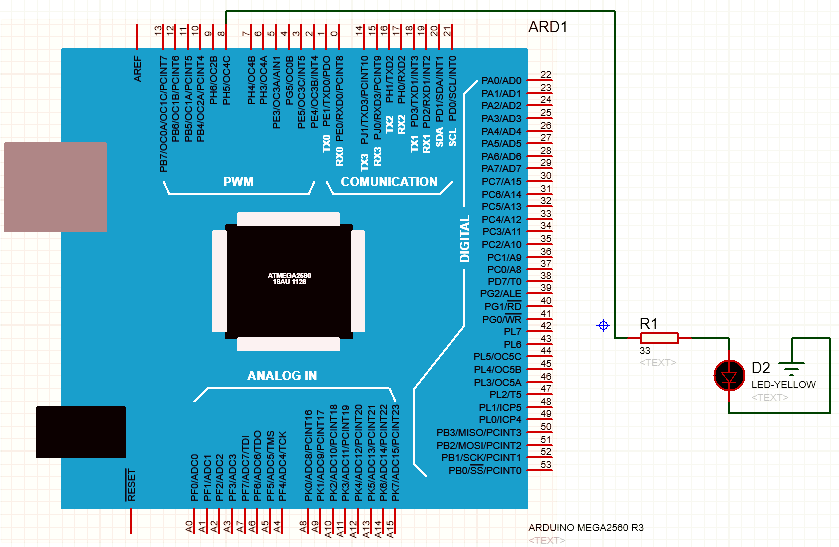 ARD1
13
12
11
10
9
8
7
6
5
4
3
2
1
0
14
15
16
17
18
19
20
21
AREF
PB7/OC0A/OC1C/PCINT7
PB6/OC1B/PCINT6
PB5/OC1A/PCINT5
PB4/OC2A/PCINT4
PH6/OC2B
PH5/OC4C
PH4/OC4B
PH3/OC4A
PE3/OC3A/AIN1
PG5/OC0B
PE5/OC3C/INT5
PE4/OC3B/INT4
PE1/TXD0/PDO
PE0/RXD0/PCINT8
PJ1/TXD3/PCINT10
PJ0/RXD3/PCINT9
PH1/TXD2
PH0/RXD2
PD3/TXD1/INT3
PD2/RXD1/INT2
PD1/SDA/INT1
PD0/SCL/INT0
TX0
RX0
TX3
RX3
TX2
RX2
TX1
RX1
SDA
SCL
PWM
COMUNICATION
DIGITAL
PA0/AD0 22
PA1/AD1 23
PA2/AD2 24
PA3/AD3 25
PA4/AD4 26
PA5/AD5 27
PA6/AD6 28
PA7/AD7 29
PC7/A15 30
PC6/A14 31
PC5/A13 32
PC4/A12 33
PC3/A11 34
PC2/A10 35
PC1/A9 36
PC0/A8 37
PD7/T0 38
PG2/ALE 39
PG1/RD 40
PG0/WR 41
PL7 42
PL6 43
PL5/OC5C 44
PL4/OC5B 45
PL3/OC5A 46
PL2/T5 47
PL1/ICP5 48
PL0/ICP4 49
PB3/MISO/PCINT3 50
PB2/MOSI/PCINT2 51
PB1/SCK/PCINT1 52
PB0/SS/PCINT0 53
ATMEGA2560
16AU 1126
R1
33
<TEXT>
D2
LED-YELLOW
<TEXT>
ANALOG IN
RESET
PF0/ADC0
PF1/ADC1
PF2/ADC2
PF3/ADC3
PF7/ADC7/TDI
PF6/ADC6/TDO
PF5/ADC5/TMS
PF4/ADC4/TCK
PK0/ADC8/PCINT16
PK1/ADC9/PCINT17
PK2/ADC10/PCINT18
PK3/ADC11/PCINT19
PK4/ADC12/PCINT20
PK5/ADC13/PCINT21
PK6/ADC14/PCINT22
PK7/ADC15/PCINT23
A0
A1
A2
A3
A7
A6
A5
A4
A8
A9
A10
A11
A12
A13
A14
A15
ARDUINO MEGA2560 R3
<TEXT>